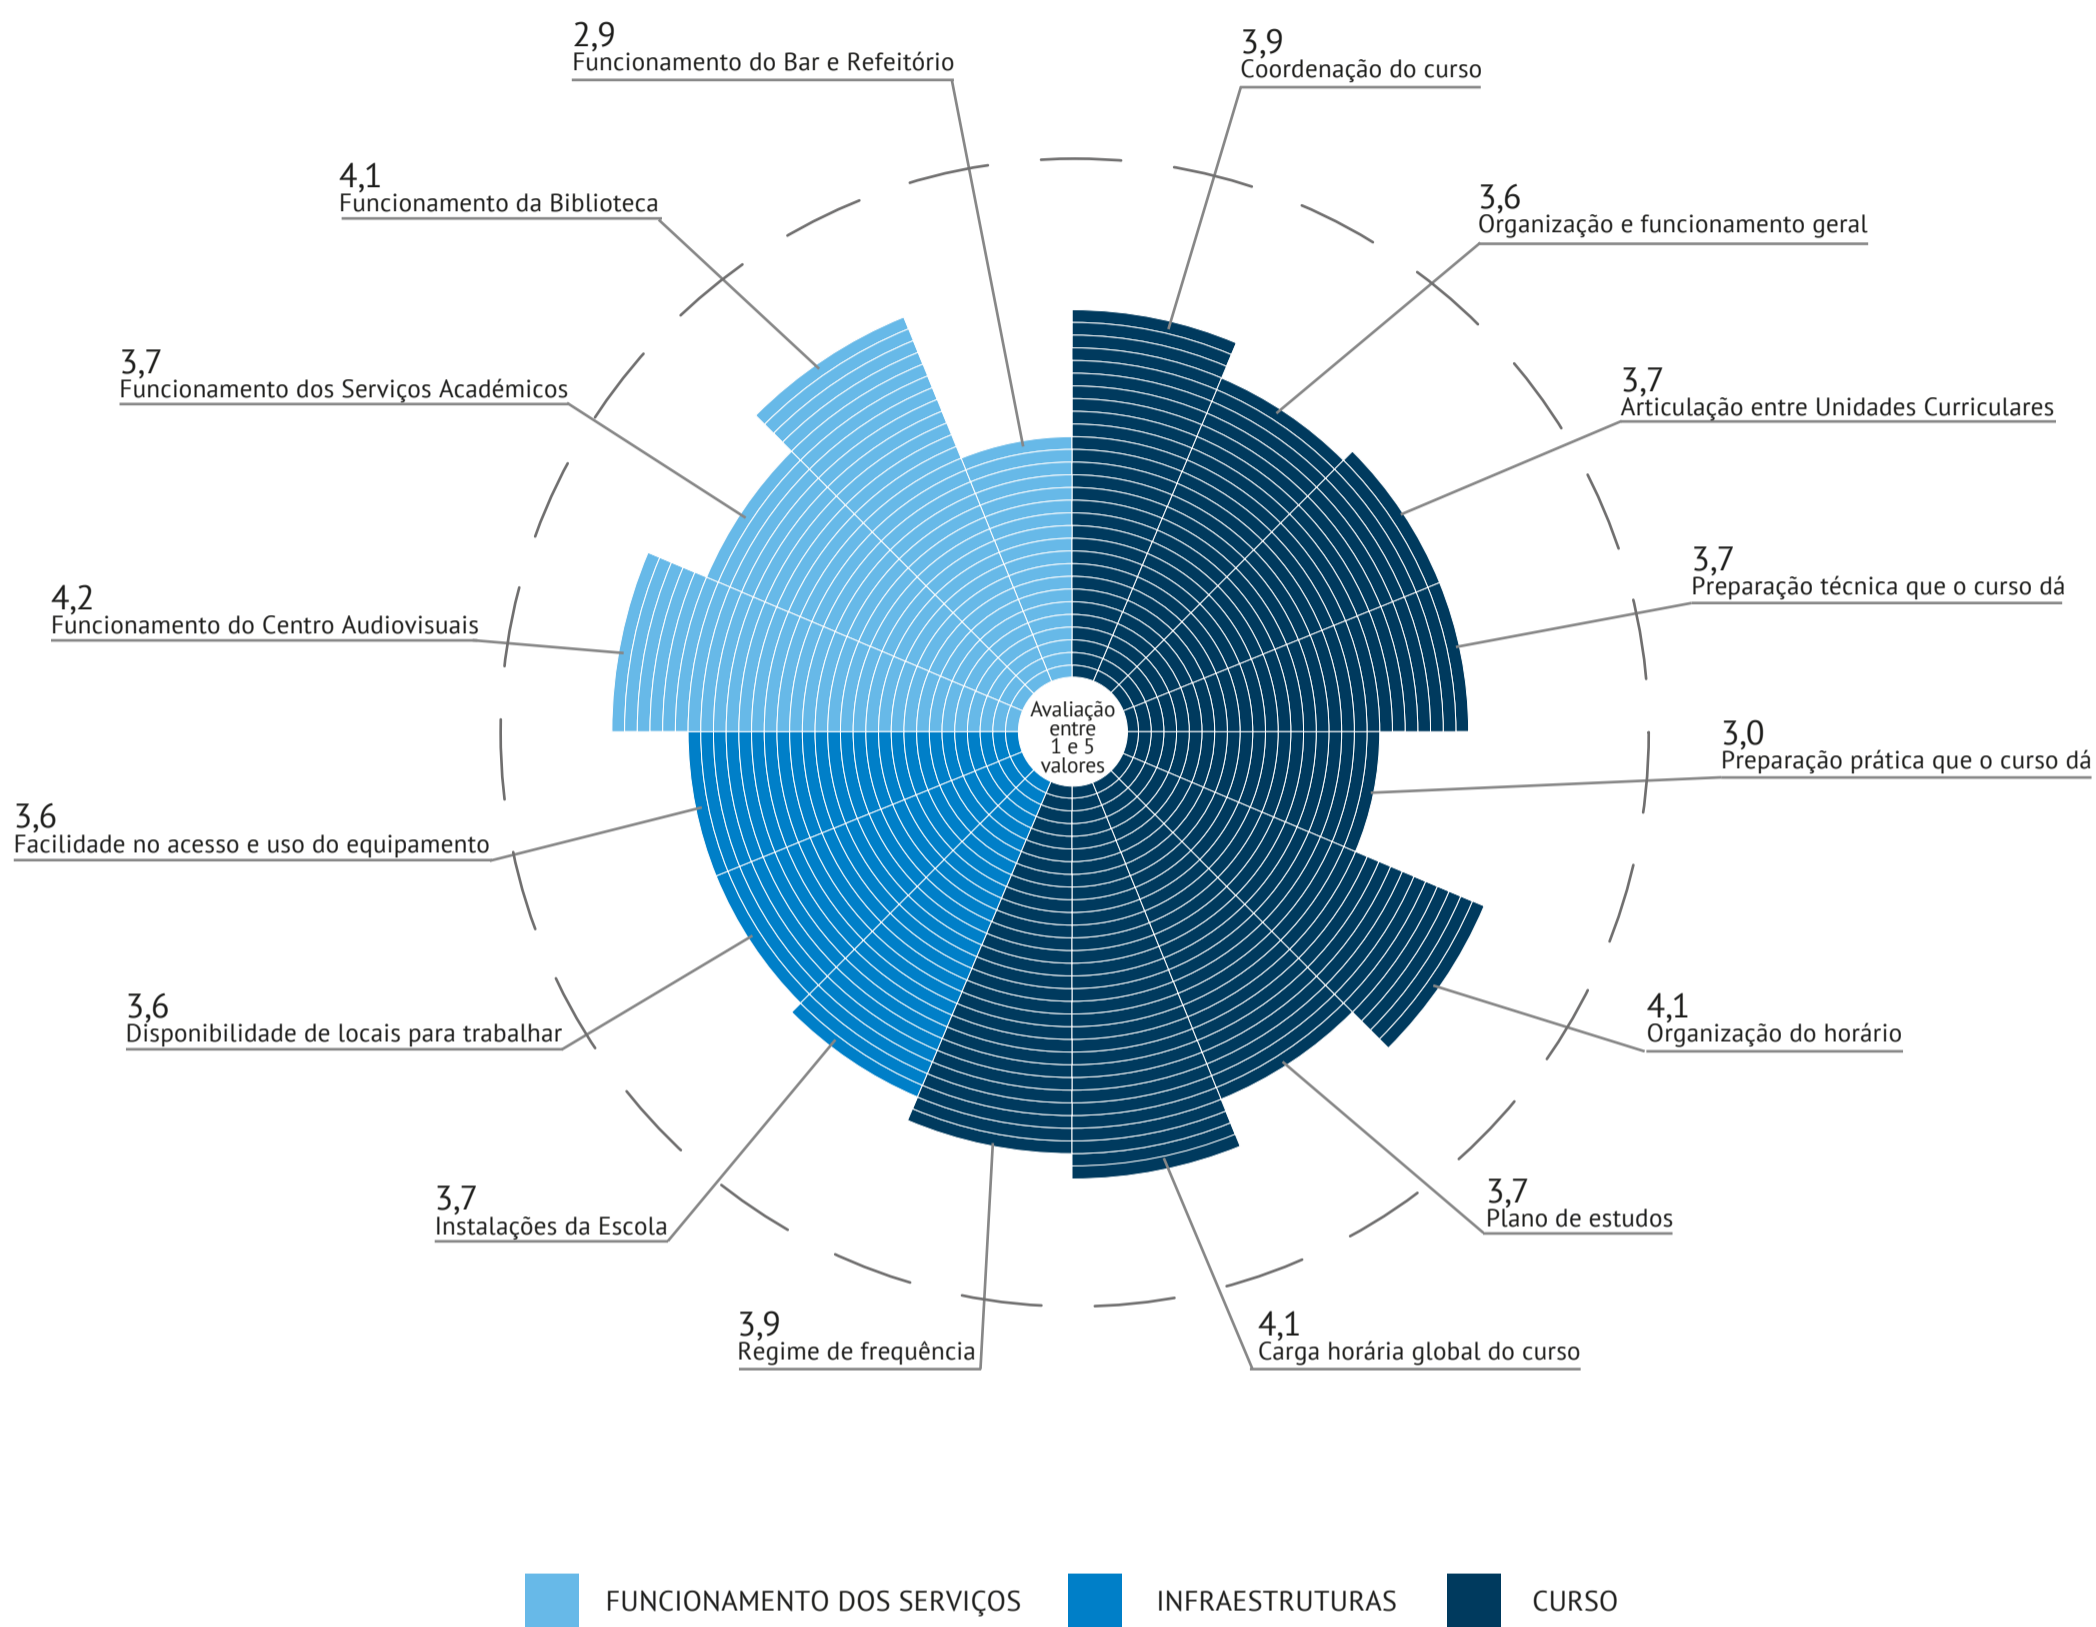 2,9
Funcionamento do Bar e Refeitório
3,9
Coordenação do curso
4,1
Funcionamento da Biblioteca
3,6
Organização e funcionamento geral
3,7
Funcionamento dos Serviços Académicos
3,7
Articulação entre Unidades Curriculares
3,7
Preparação técnica que o curso dá
4,2
Funcionamento do Centro Audiovisuais
Avaliação
entre
1 e 5
valores
3,0
Preparação prática que o curso dá
3,6
Facilidade no acesso e uso do equipamento
3,6
Disponibilidade de locais para trabalhar
4,1
Organização do horário
3,7
Instalações da Escola
3,7
Plano de estudos
3,9
Regime de frequência
4,1
Carga horária global do curso
FUNCIONAMENTO DOS SERVIÇOS
INFRAESTRUTURAS
CURSO